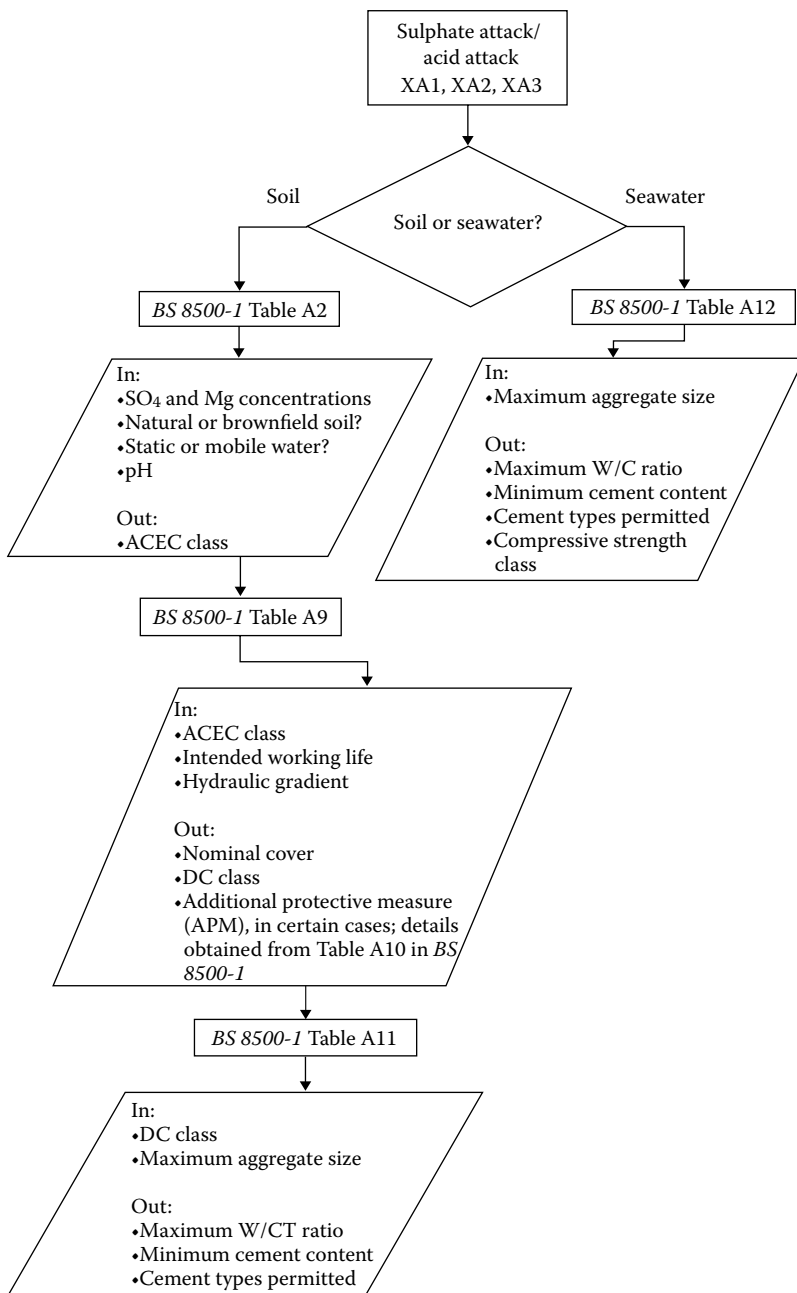 Sulphate attack/
acid attack
XA1, XA2, XA3
Soil
Seawater
Soil or seawater?
BS 8500-1 Table A2
BS 8500-1 Table A12
In:
•SO₄ and Mg concentrations
•Natural or brownfield soil?
•Static or mobile water?
•pH
Out:
•ACEC class
In:
•Maximum aggregate size
Out:
•Maximum W/C ratio
•Minimum cement content
•Cement types permitted
•Compressive strength
class
BS 8500-1 Table A9
In:
•ACEC class
•Intended working life
•Hydraulic gradient
Out:
•Nominal cover
•DC class
•Additional protective measure
(APM), in certain cases; details
obtained from Table A10 in BS
8500-1
BS 8500-1 Table A11
In:
•DC class
•Maximum aggregate size
Out:
•Maximum W/CT ratio
•Minimum cement content
•Cement types permitted